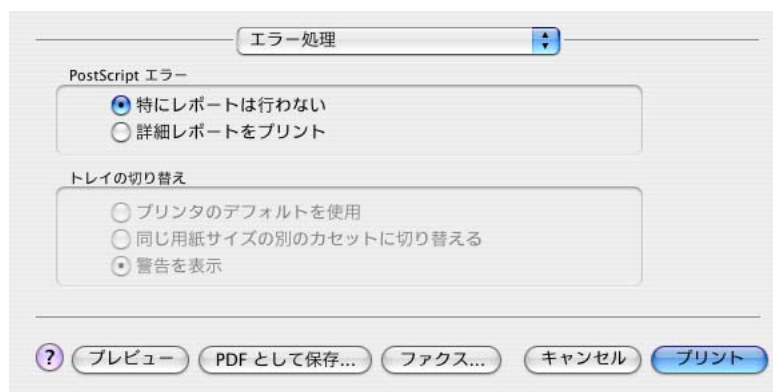 エラー処理
PostScript エラー
特にレポートは行わない
詳細レポートをプリント
トレイの切り替え
プリンタのデフォルトを使用
同じ用紙サイズの別のカセットに切り替える
警告を表示
? プレビュー PDF として保存... ファクス... キャンセル プリント